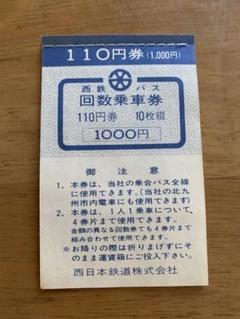 110円券(1,000円)
西鉄 バス
回数乗車券
110円券 10枚綴
1000円
御注意
1. 本券は、当社の乗合バス全線
に使用できます。(当社の北九
州市内電車にも使用できます)
2. 本券は、1人1乗車について、
4券片まで使用できます。
金額の異なる回数券でも4券片まで
組み合わせて使用できます。
※お降りの際は折りまげずにそ
のまま運賃箱にご投入下さい。
西日本鉄道株式会社